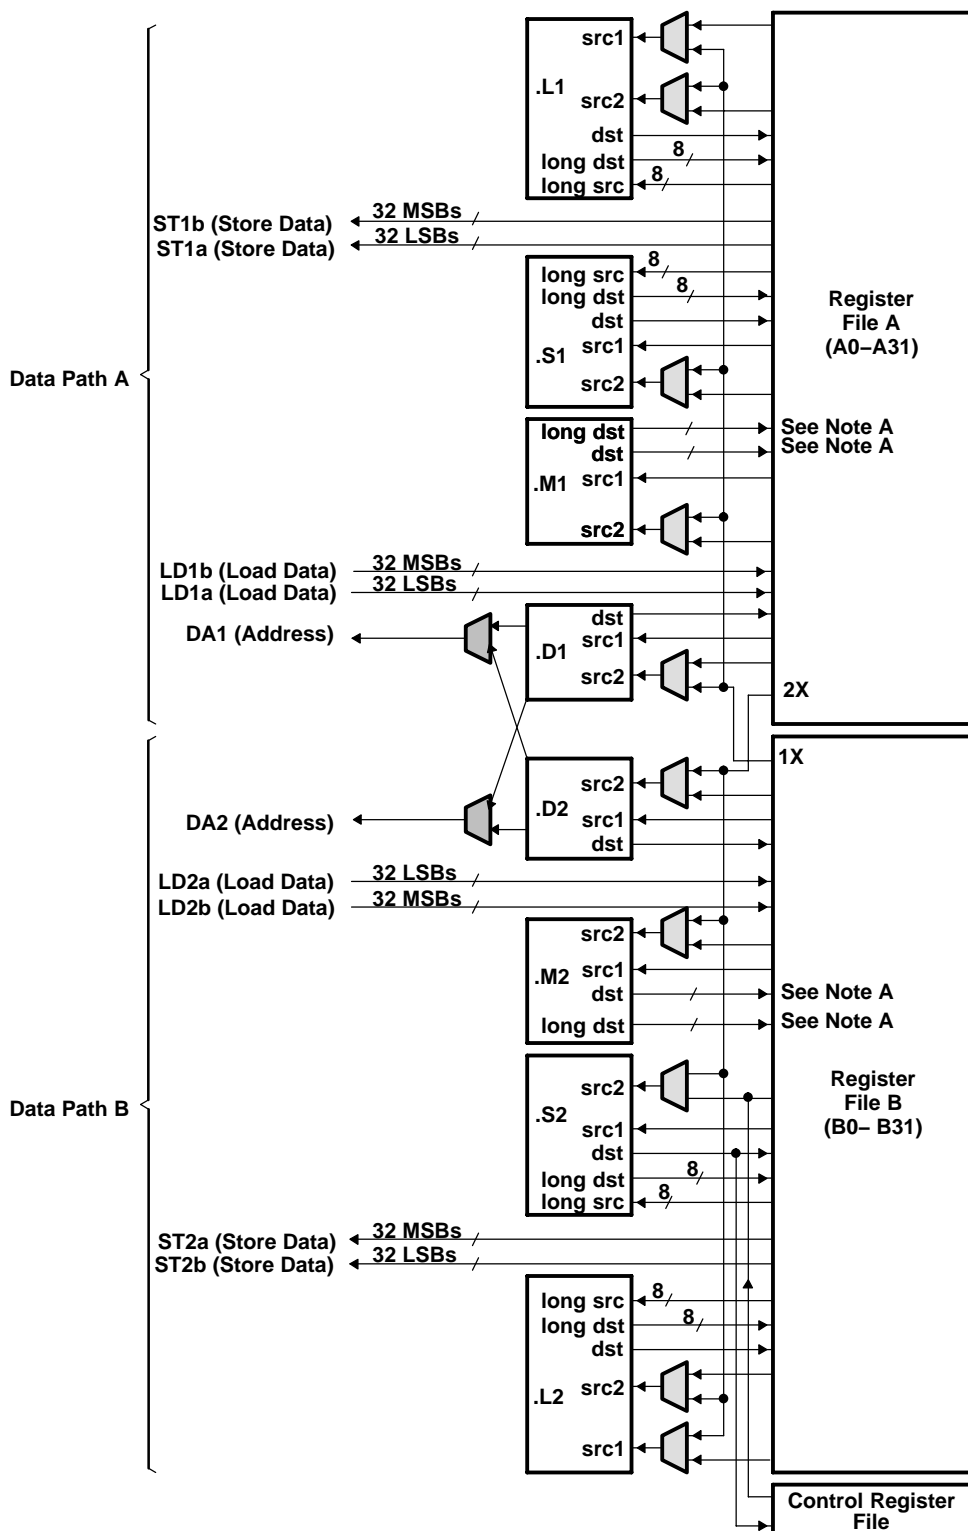 src1
.L1
src2
dst
long dst
8
long src
8
ST1b (Store Data)
32 MSBs
ST1a (Store Data)
32 LSBs
long src
8
long dst
8
dst
.S1
src1
src2
Register
File A
(A0–A31)
Data Path A
long dst
See Note A
dst
See Note A
.M1
src1
src2
LD1b (Load Data)
32 MSBs
LD1a (Load Data)
32 LSBs
DA1 (Address)
dst
src1
.D1
src2
2X
1X
src2
.D2
src1
dst
DA2 (Address)
LD2a (Load Data)
32 LSBs
LD2b (Load Data)
32 MSBs
src2
.M2
src1
dst
See Note A
long dst
See Note A
src2
.S2
src1
dst
long dst
8
long src
8
Register
File B
(B0– B31)
Data Path B
ST2a (Store Data)
32 MSBs
ST2b (Store Data)
32 LSBs
long src
8
long dst
8
dst
.L2
src2
src1
Control Register
File